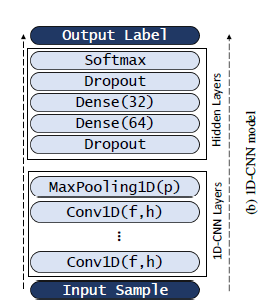 Output Label
Softmax
Dropout
Dense(32)
Dense(64)
Dropout
Hidden Layers
MaxPooling1D(p)
Conv1D(f,h)
⋮
Conv1D(f,h)
1D-CNN Layers
Input Sample
(b) 1D-CNN model